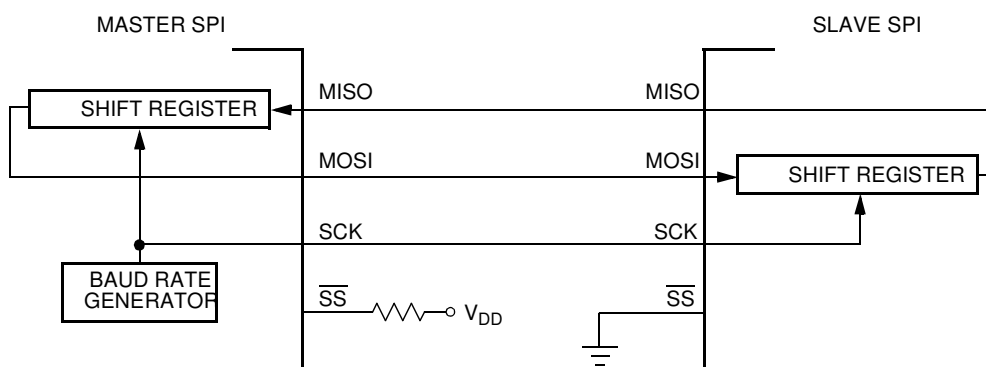 MASTER SPI
SLAVE SPI
MISO
MISO
SHIFT REGISTER
MOSI
MOSI
SHIFT REGISTER
SCK
SCK
BAUD RATE
GENERATOR
SS
VDD
SS